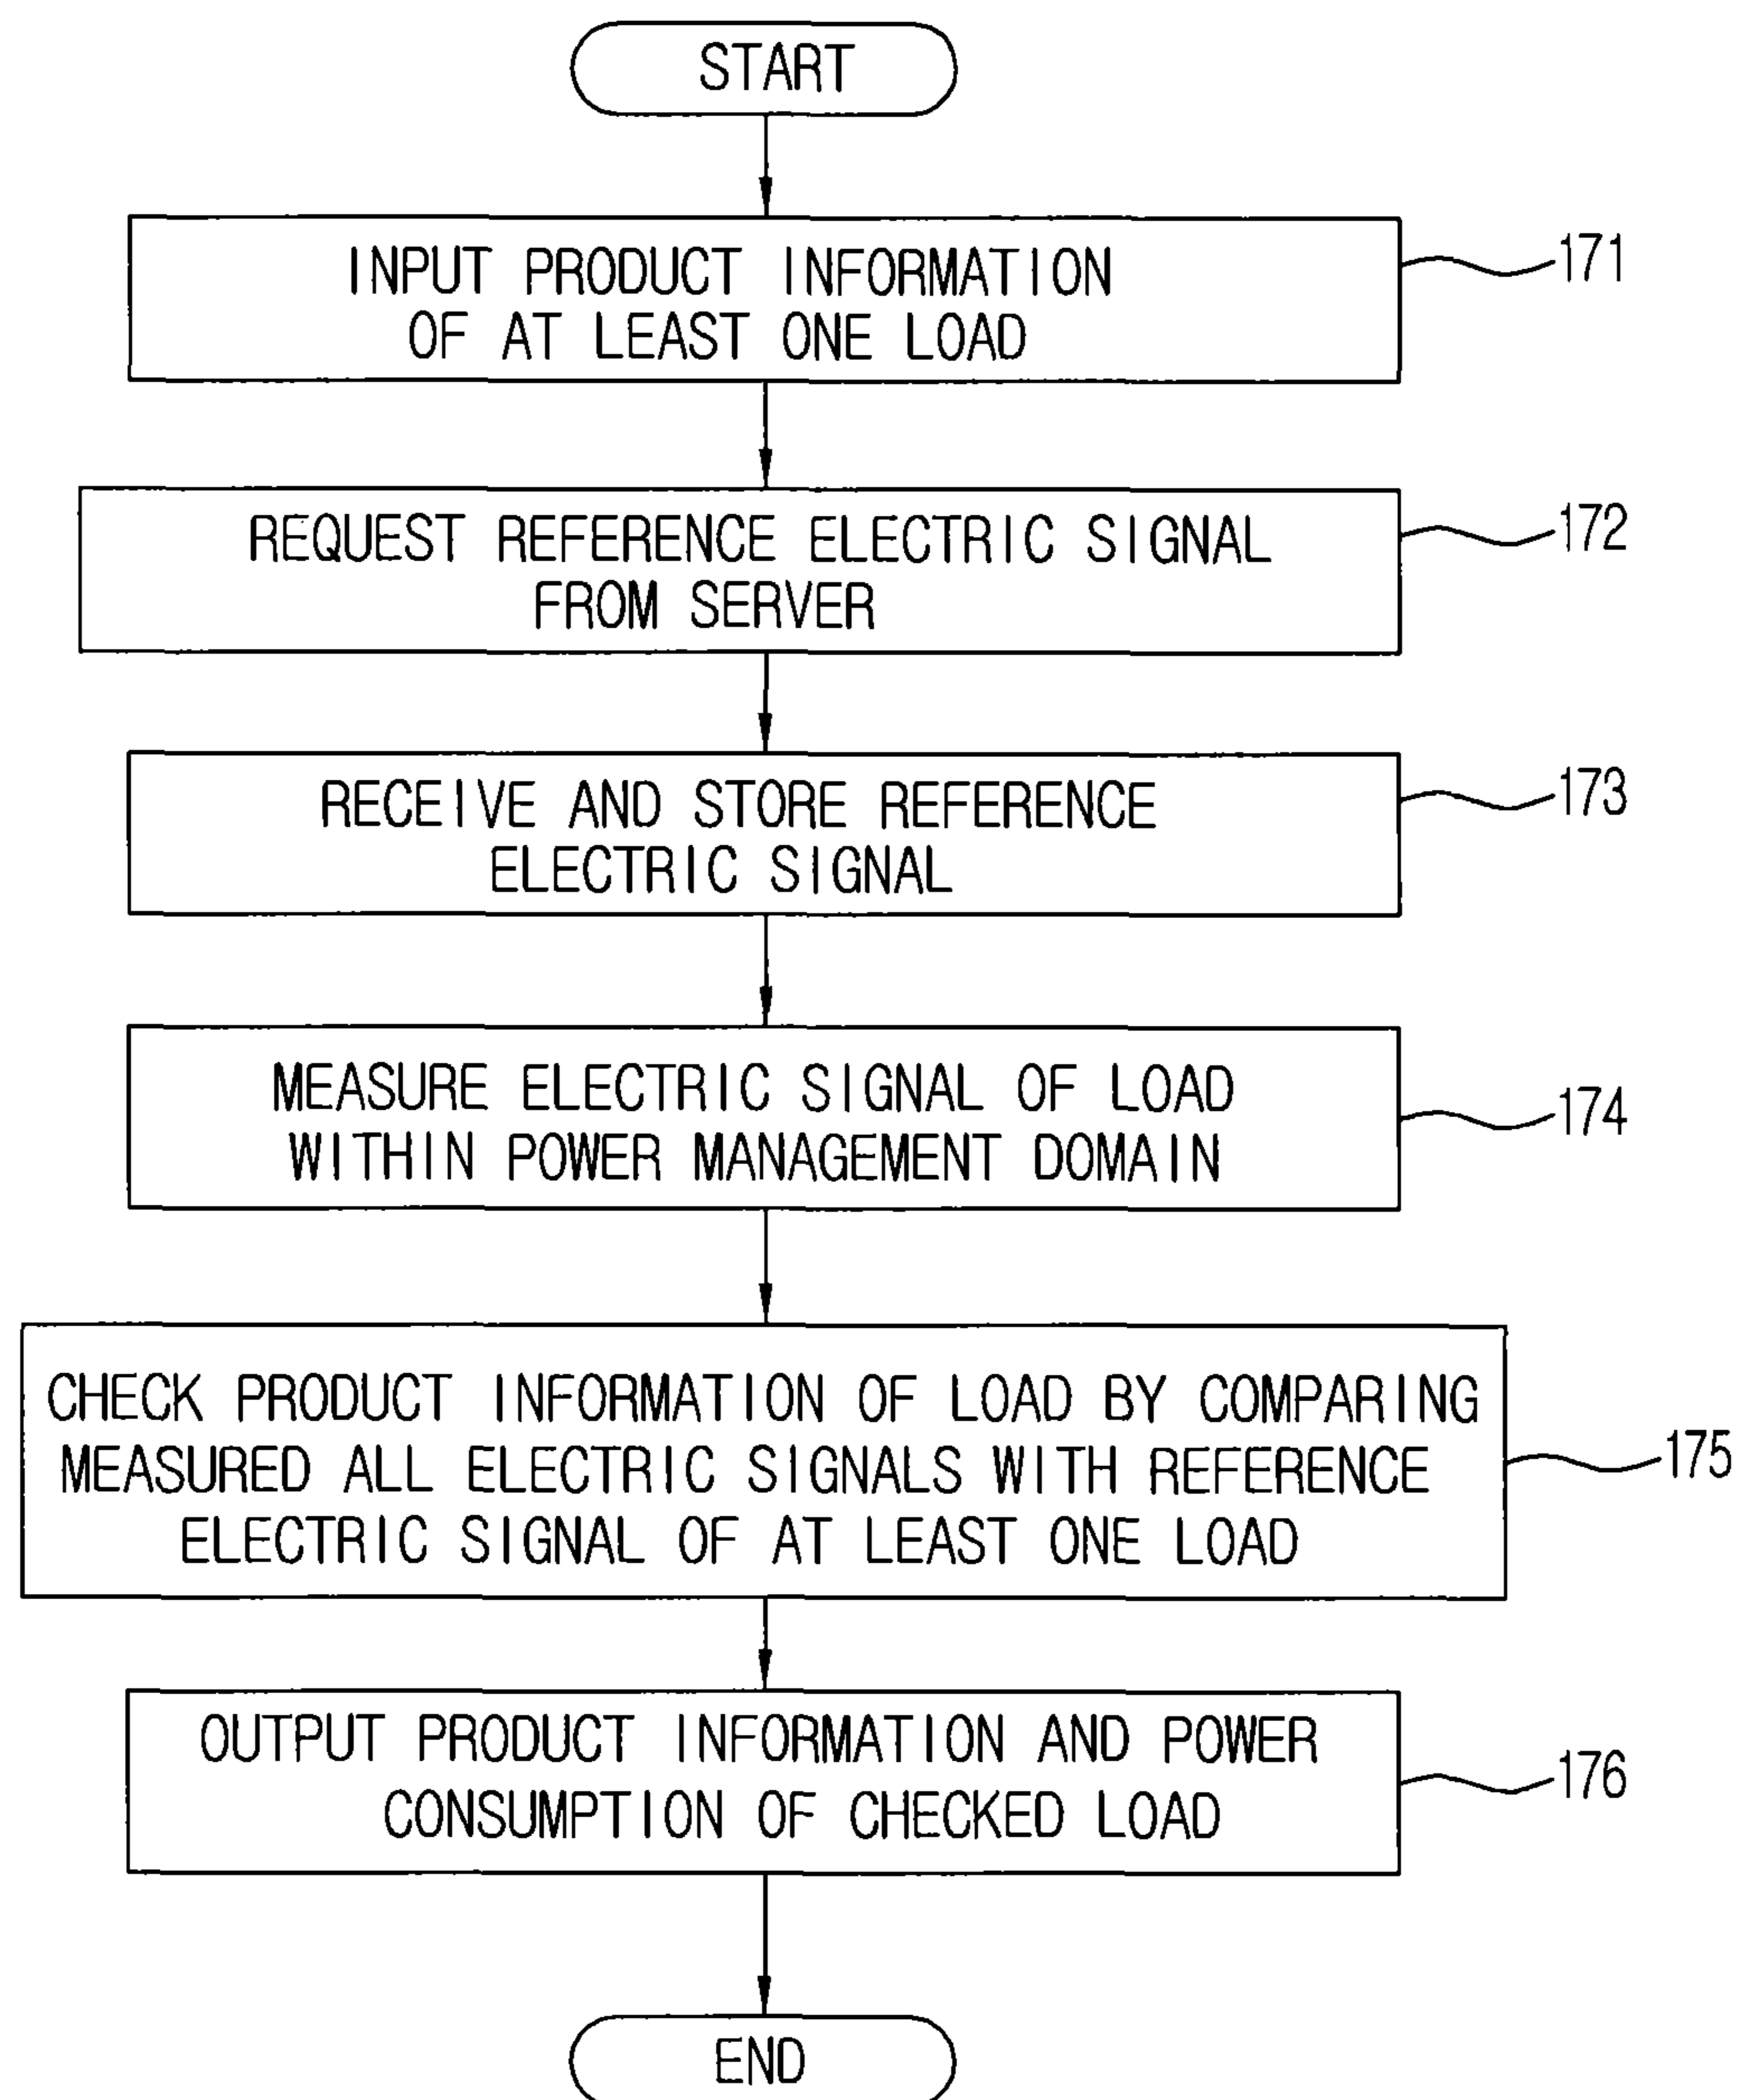 START
INPUT PRODUCT INFORMATION
OF AT LEAST ONE LOAD
171
REQUEST REFERENCE ELECTRIC SIGNAL
FROM SERVER
172
RECEIVE AND STORE REFERENCE
ELECTRIC SIGNAL
173
MEASURE ELECTRIC SIGNAL OF LOAD
WITHIN POWER MANAGEMENT DOMAIN
174
CHECK PRODUCT INFORMATION OF LOAD BY COMPARING
MEASURED ALL ELECTRIC SIGNALS WITH REFERENCE
ELECTRIC SIGNAL OF AT LEAST ONE LOAD
175
OUTPUT PRODUCT INFORMATION AND POWER
CONSUMPTION OF CHECKED LOAD
176
END